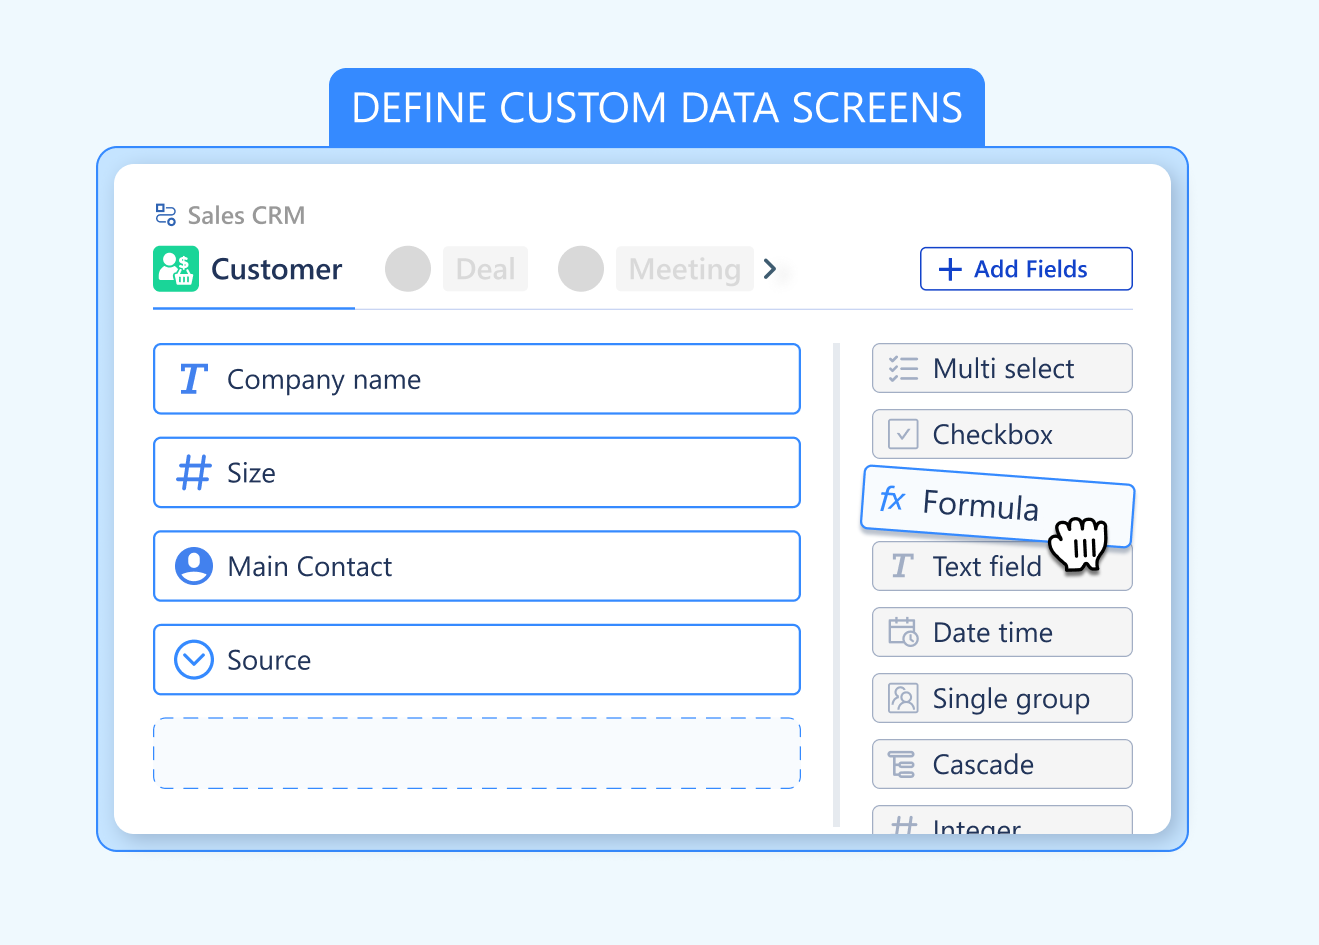 DEFINE CUSTOM DATA SCREENS
Sales CRM
Customer
Deal
Meeting
+ Add Fields
Company name
Size
Main Contact
Source
Multi select
Checkbox
fx Formula
Text field
Date time
Single group
Cascade
Integer